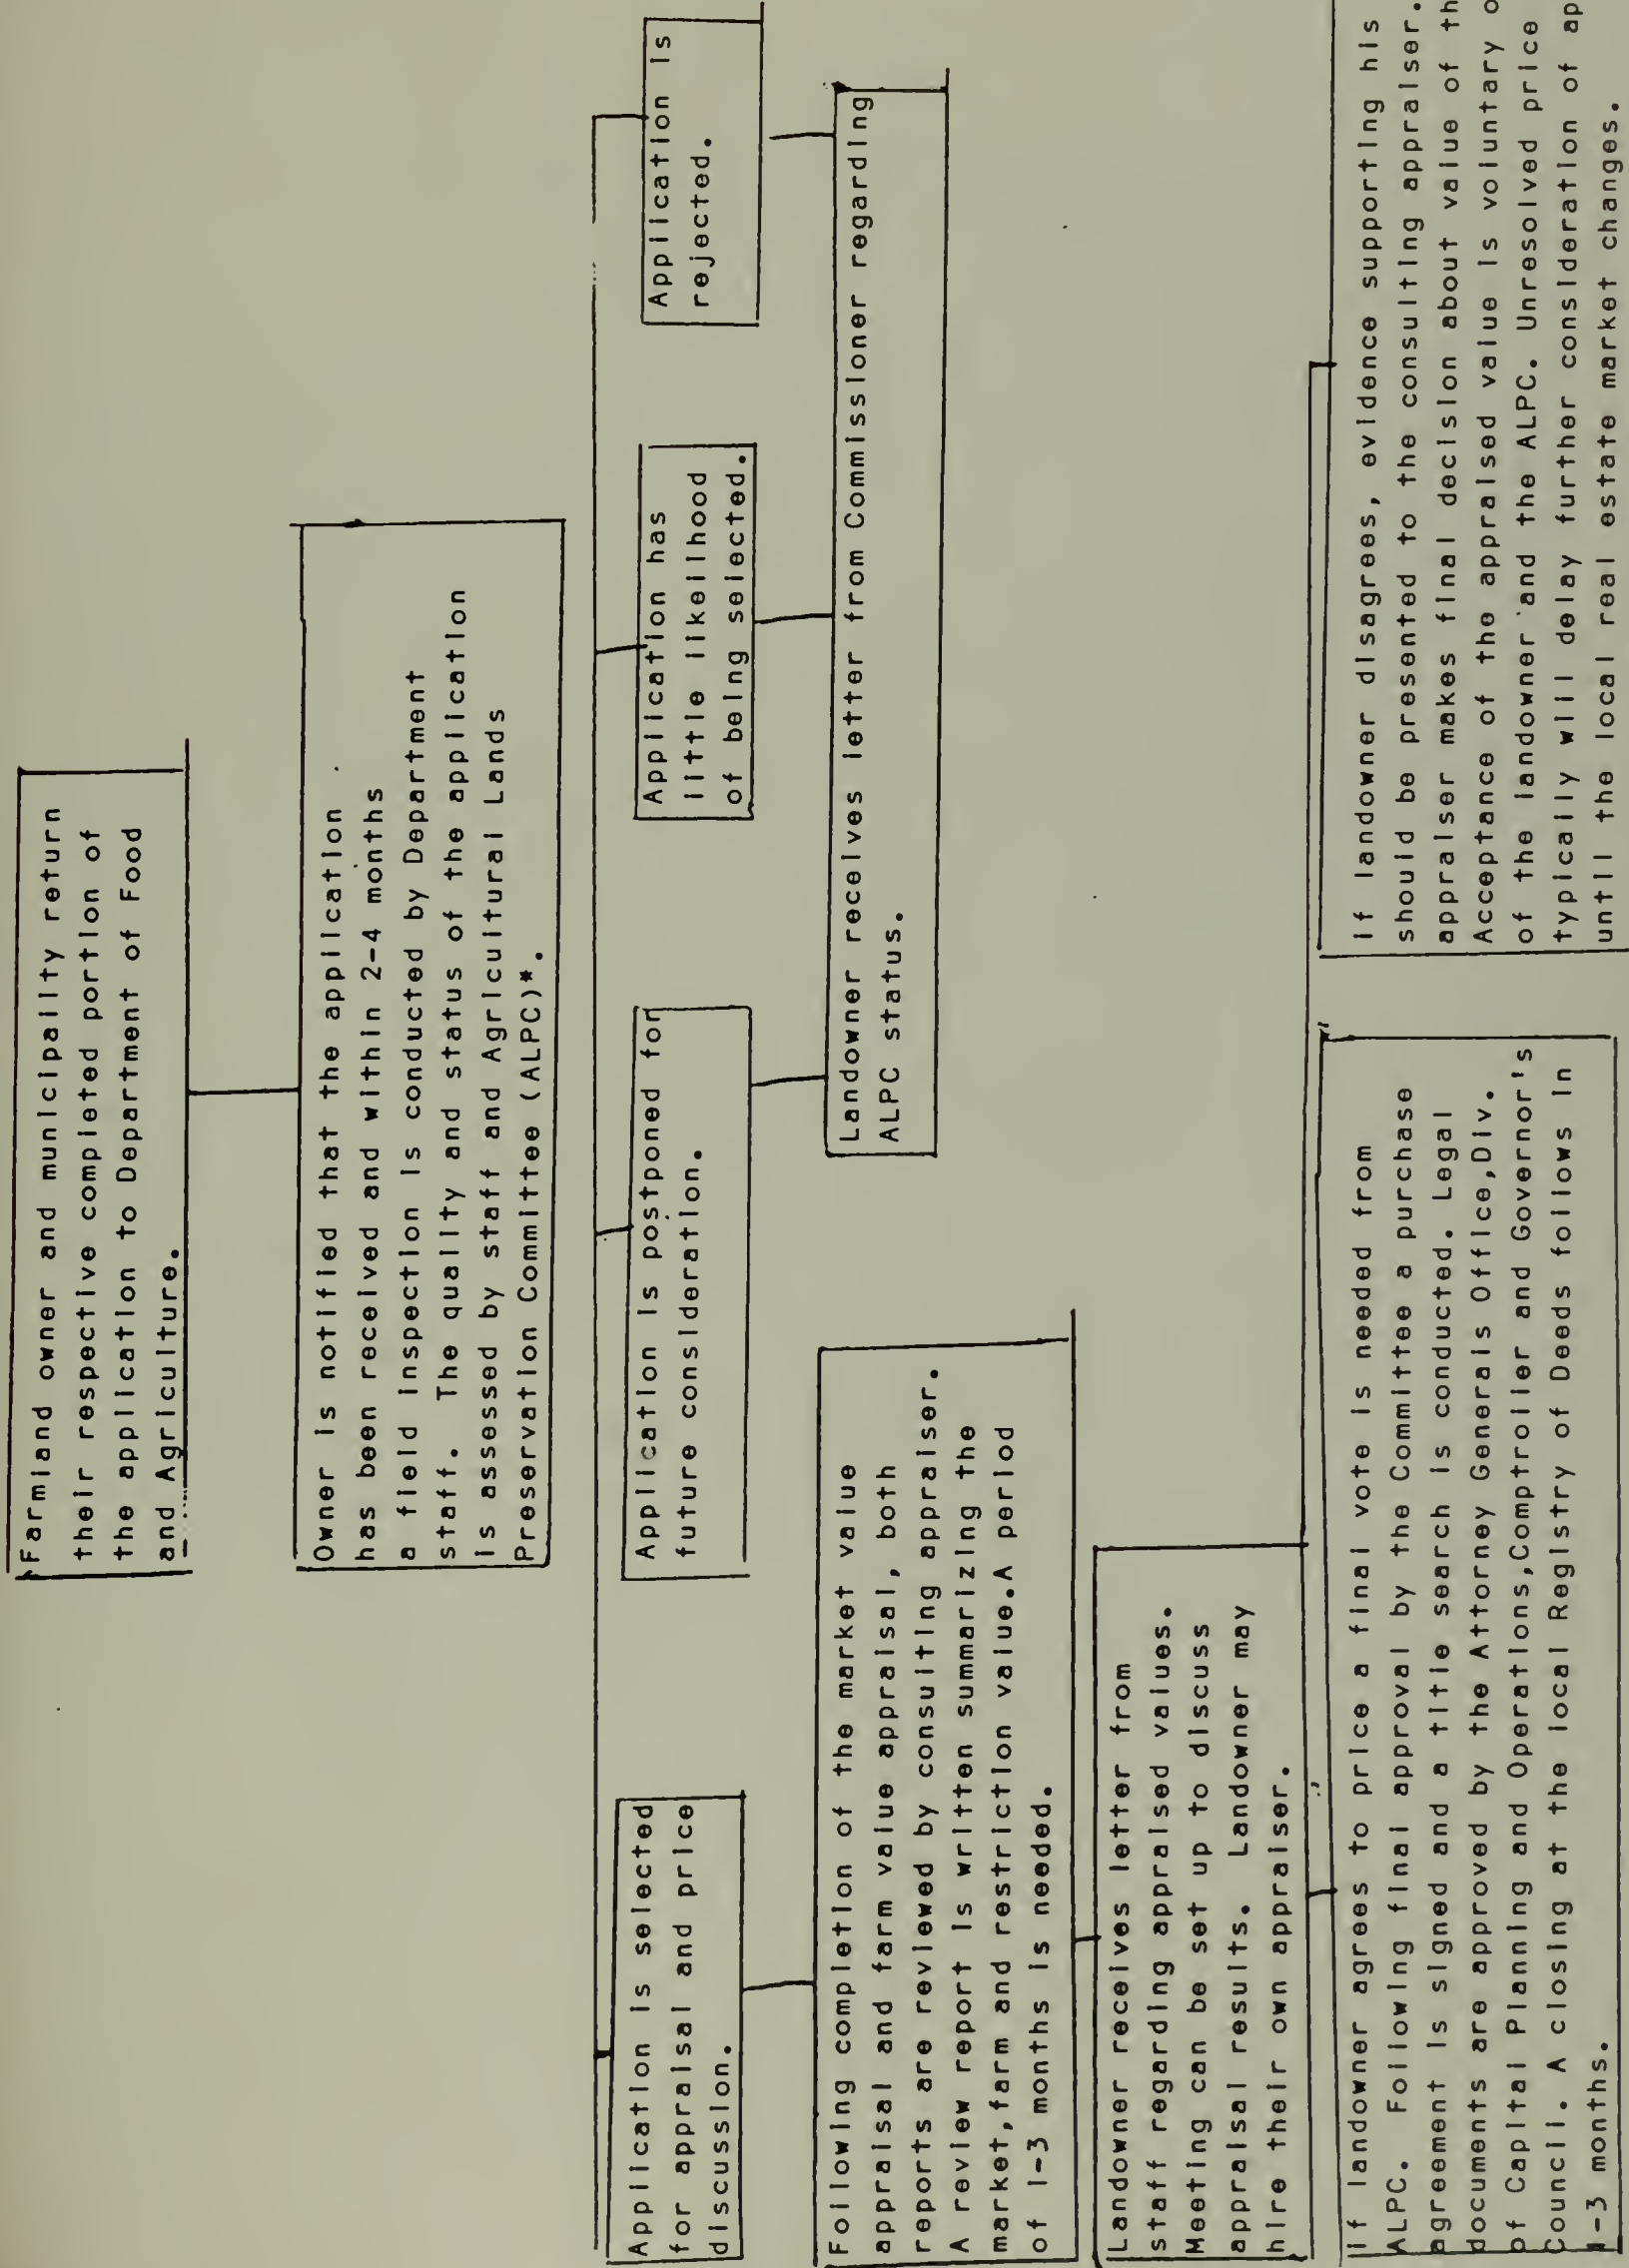 Farmland owner and municipality return
their respective completed portion of
the application to Department of Food
and Agriculture.
Owner is notified that the application
has been received and within 2-4 months
a field inspection is conducted by Department
staff. The quality and status of the application
is assessed by staff and Agricultural Lands
Preservation Committee (ALPC)*.
Application is selected
for appraisal and price
discussion.
Application is postponed for
future consideration.
Application has
little likelihood
of being selected.
Application is
rejected.
Following completion of the market value
appraisal and farm value appraisal, both
reports are reviewed by consulting appraiser.
A review report is written summarizing the
market,farm and restriction value.A period
of 1-3 months is needed.
Landowner receives letter from Commissioner regarding
ALPC status.
Landowner receives letter from
staff regarding appraised values.
Meeting can be set up to discuss
appraisal results. Landowner may
hire their own appraiser.
If landowner agrees to price a final vote is needed from
ALPC. Following final approval by the Committee a purchase
agreement is signed and a title search is conducted. Legal
documents are approved by the Attorney Generals Office,Div.
of Capital Planning and Operations,Comptroller and Governor's
Council. A closing at the local Registry of Deeds follows in
1-3 months.
If landowner disagrees, evidence supporting his
should be presented to the consulting appraiser.
appraiser makes final decision about value of
Acceptance of the appraised value is voluntary
of the landowner and the ALPC. Unresolved price
typically will delay further consideration of
until the local real estate market changes.